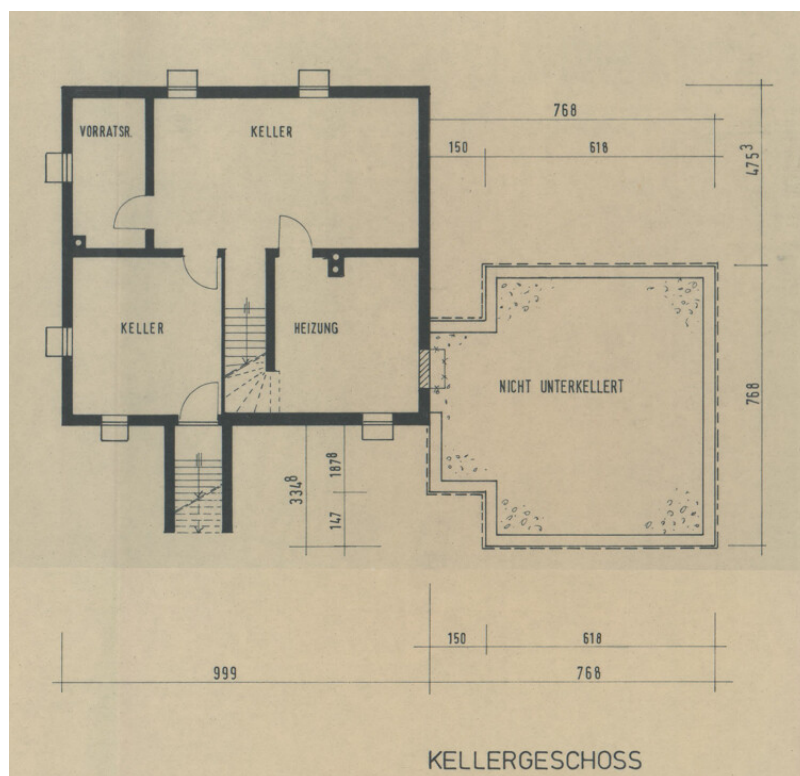 768
150
618
475³
VORRATSR.
KELLER
KELLER
HEIZUNG
NICHT UNTERKELLERT
768
334⁸
187⁸
147
150
618
999
768
KELLERGESCHOSS